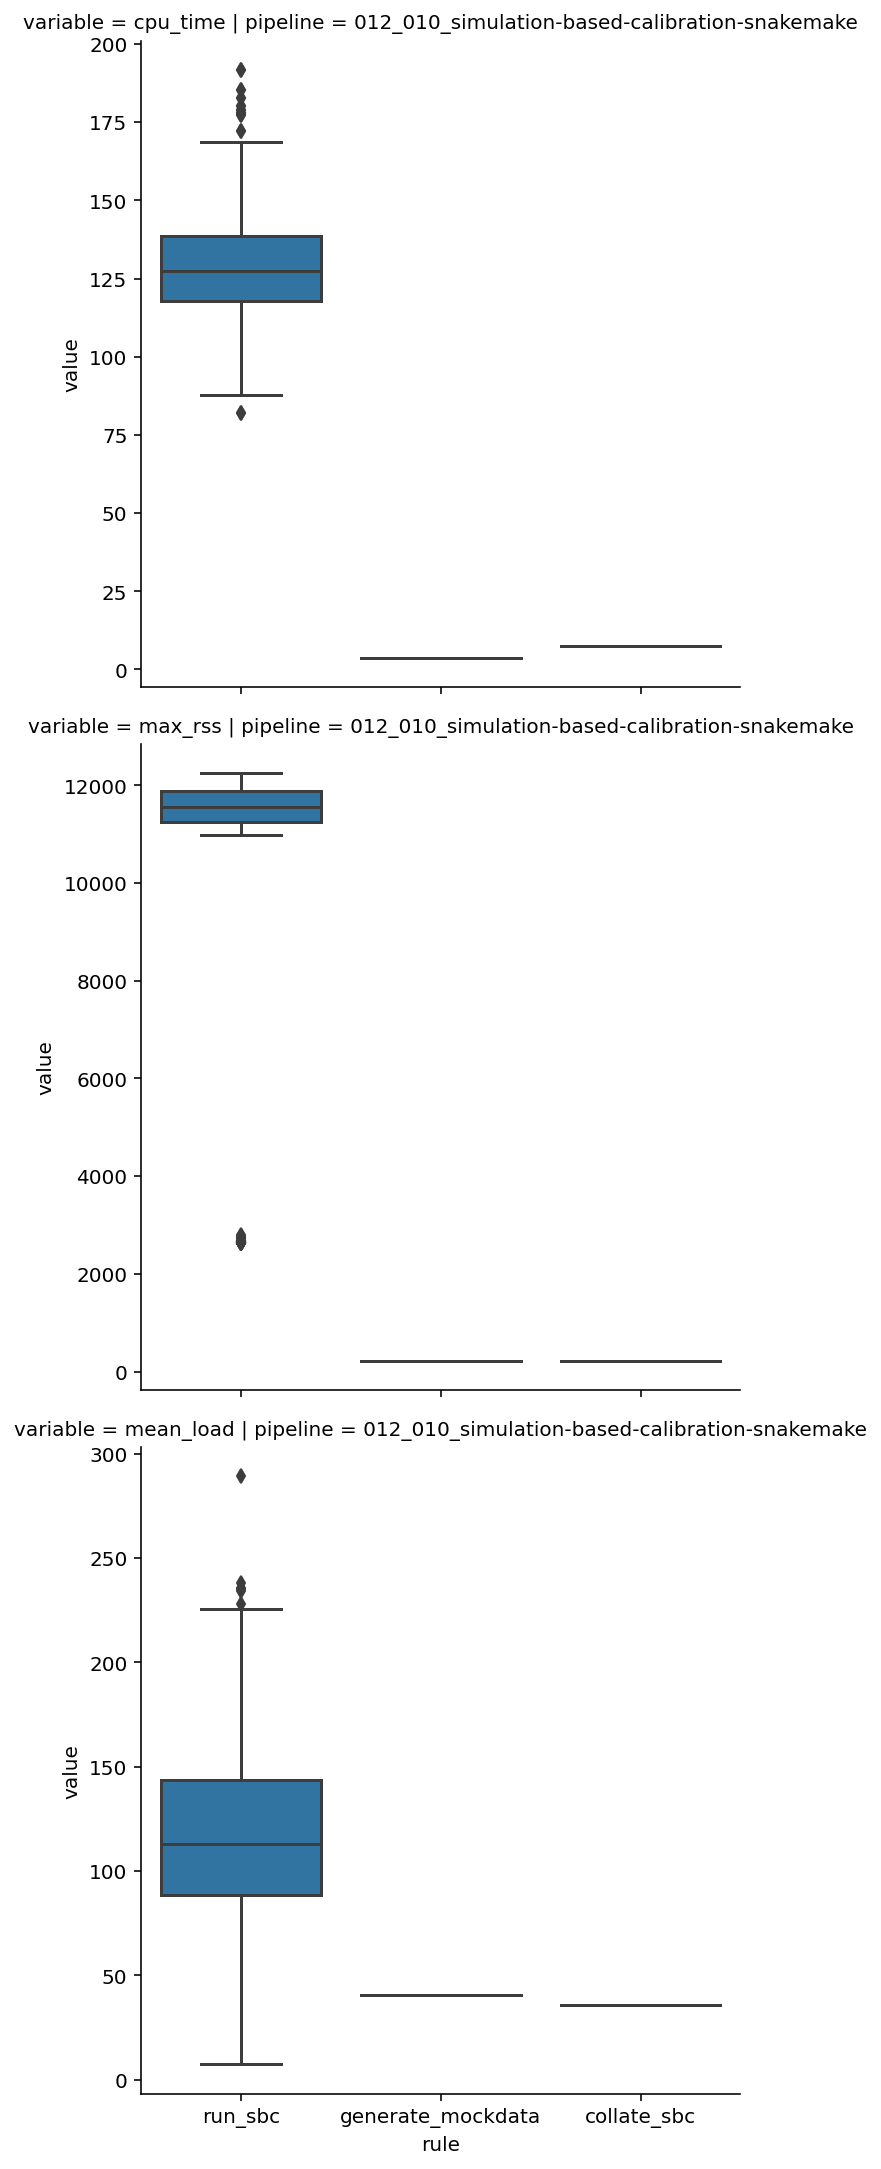 variable = cpu_time | pipeline = 012_010_simulation-based-calibration-snakemake
200
175
150
125
100
75
50
25
0
value
variable = max_rss | pipeline = 012_010_simulation-based-calibration-snakemake
12000
10000
8000
6000
4000
2000
0
value
variable = mean_load | pipeline = 012_010_simulation-based-calibration-snakemake
300
250
200
150
100
50
0
value
run_sbc generate_mockdata collate_sbc
rule